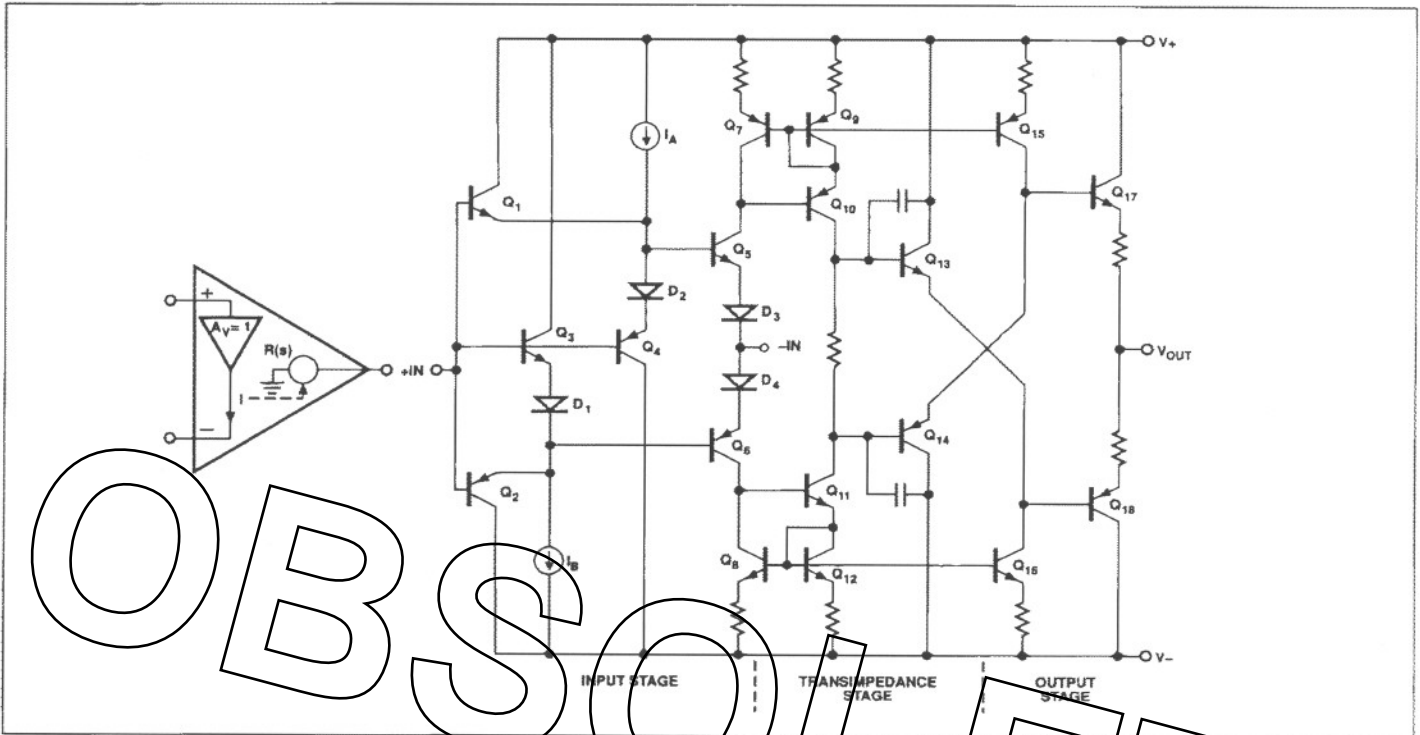 V+
Q7
Q9
Q15
IA
Q1
Q10
Q17
Q5
Q13
D2
D3
+
AV= 1
R(s)
I
−
+IN
Q3
Q4
−IN
VOUT
D4
D1
Q6
Q14
Q2
Q11
Q18
IB
Q8
Q12
Q16
V−
INPUT STAGE
TRANSIMPEDANCE
STAGE
OUTPUT
STAGE
OBSOLET